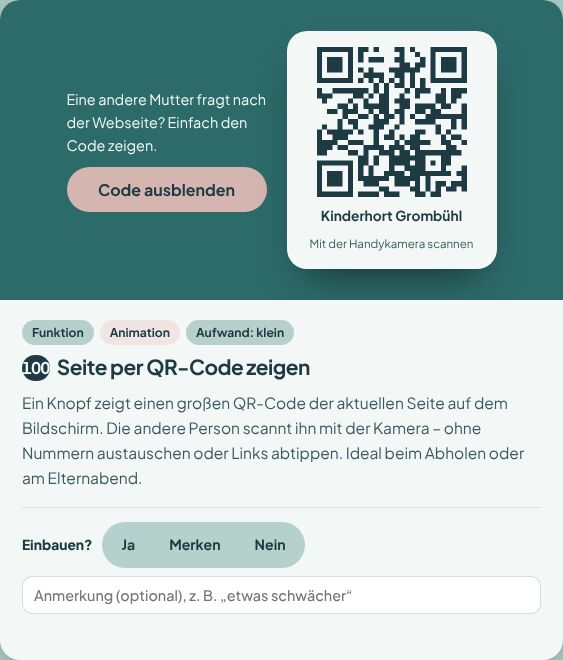 Eine andere Mutter fragt nach
der Webseite? Einfach den
Code zeigen.
Code ausblenden
Kinderhort Grombühl
Mit der Handykamera scannen
Funktion
Animation
Aufwand: klein
100 Seite per QR-Code zeigen
Ein Knopf zeigt einen großen QR-Code der aktuellen Seite auf dem
Bildschirm. Die andere Person scannt ihn mit der Kamera – ohne
Nummern austauschen oder Links abtippen. Ideal beim Abholen oder
am Elternabend.
Einbauen? Ja Merken Nein
Anmerkung (optional), z. B. „etwas schwächer“